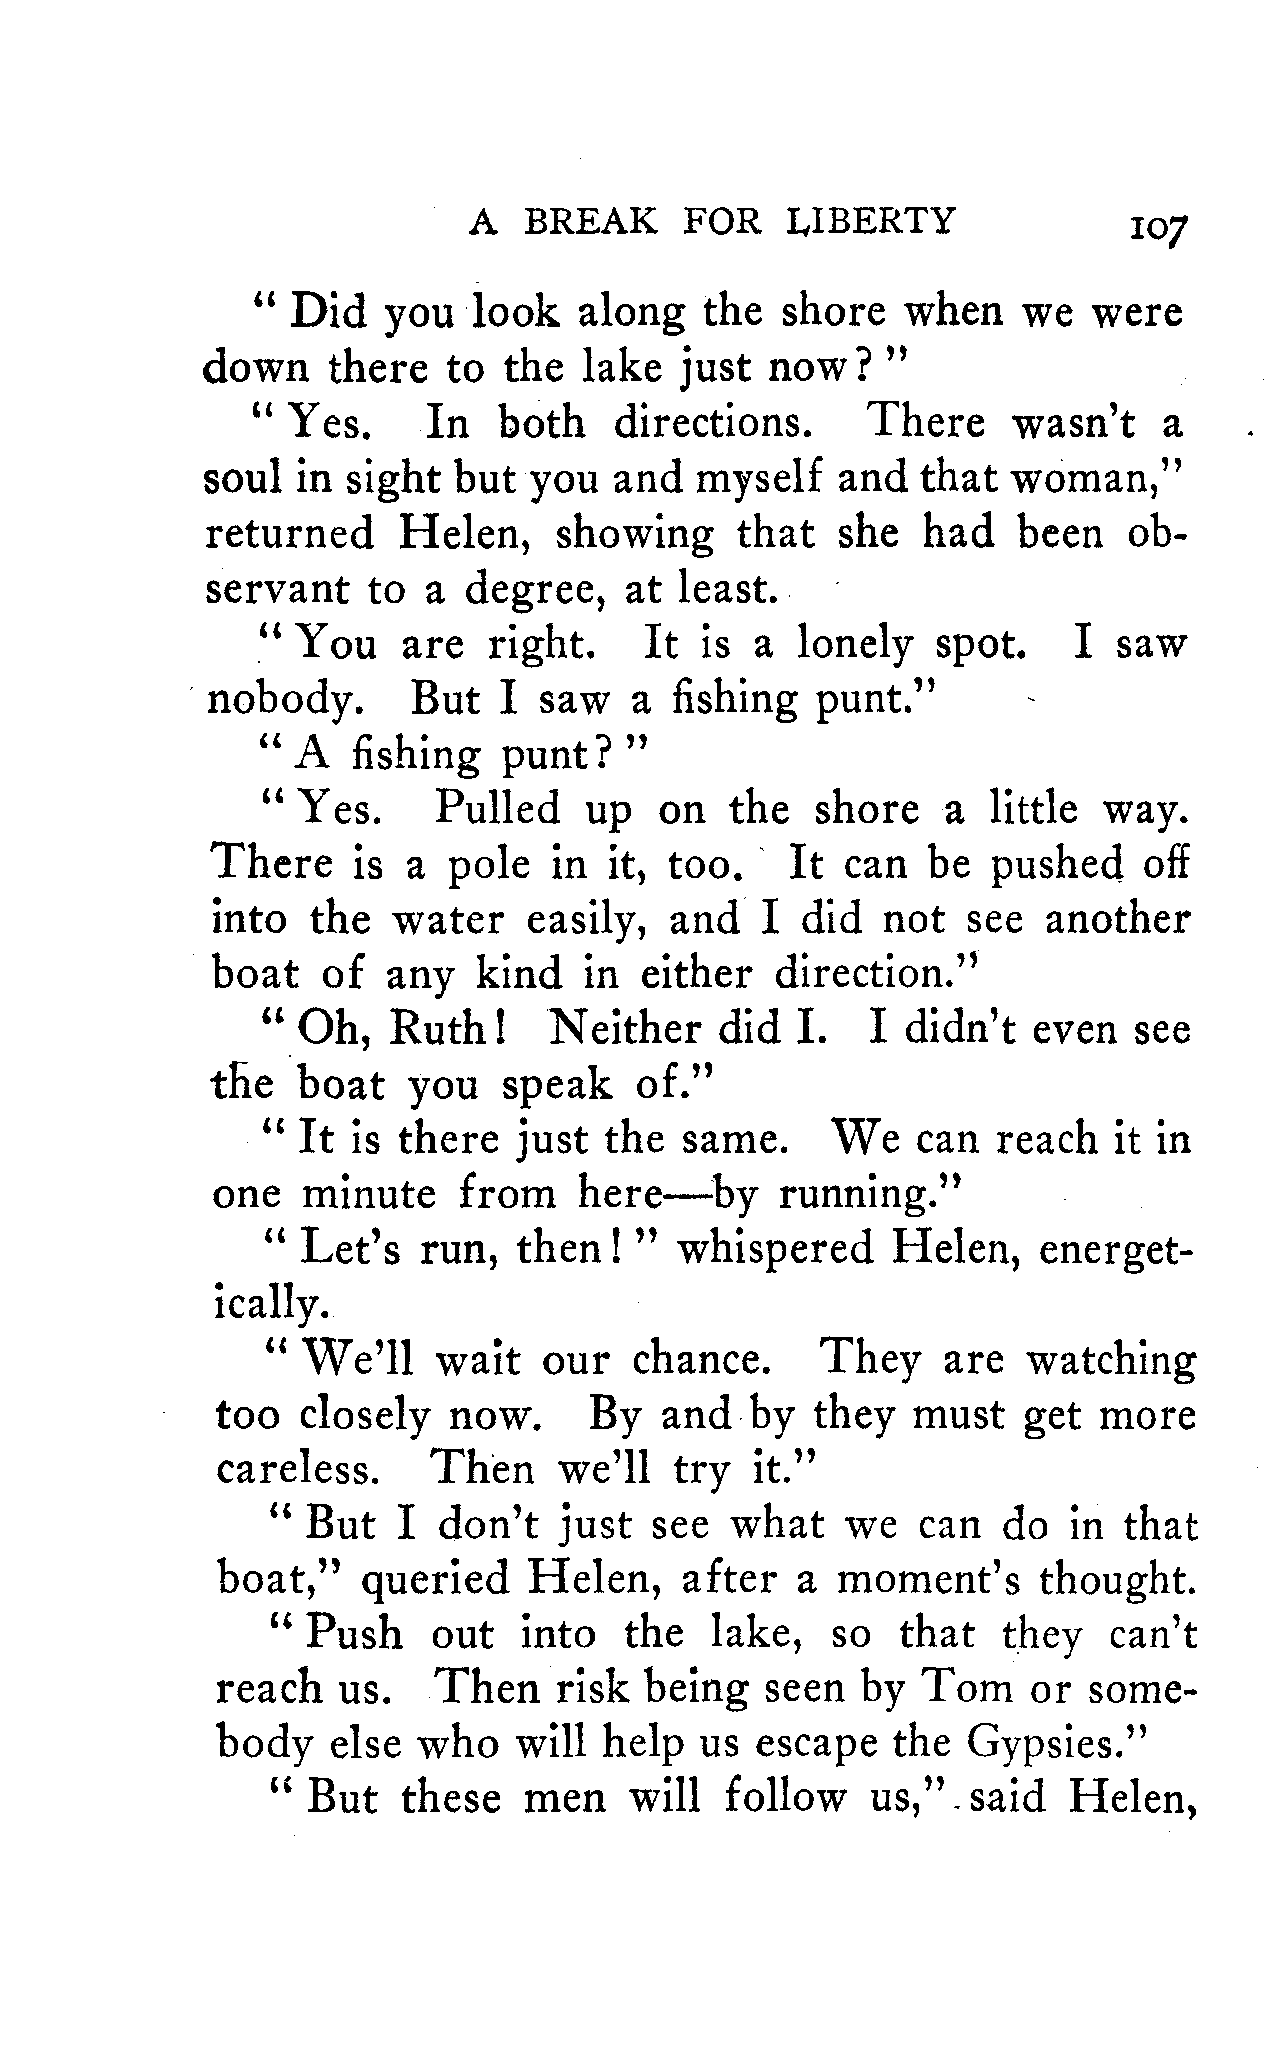 A BREAK FOR LIBERTY 107
" Did you look along the shore when we were
down there to the lake just now? "
" Yes. In both directions. There wasn't a
soul in sight but you and myself and that woman,"
returned Helen, showing that she had been ob-
servant to a degree, at least.
" You are right. It is a lonely spot. I saw
nobody. But I saw a fishing punt."
" A fishing punt? "
" Yes. Pulled up on the shore a little way.
There is a pole in it, too. It can be pushed off
into the water easily, and I did not see another
boat of any kind in either direction."
" Oh, Ruth! Neither did I. I didn't even see
the boat you speak of."
" It is there just the same. We can reach it in
one minute from here—by running."
" Let's run, then! " whispered Helen, energet-
ically.
" We'll wait our chance. They are watching
too closely now. By and by they must get more
careless. Then we'll try it."
" But I don't just see what we can do in that
boat," queried Helen, after a moment's thought.
" Push out into the lake, so that they can't
reach us. Then risk being seen by Tom or some-
body else who will help us escape the Gypsies."
" But these men will follow us," said Helen,